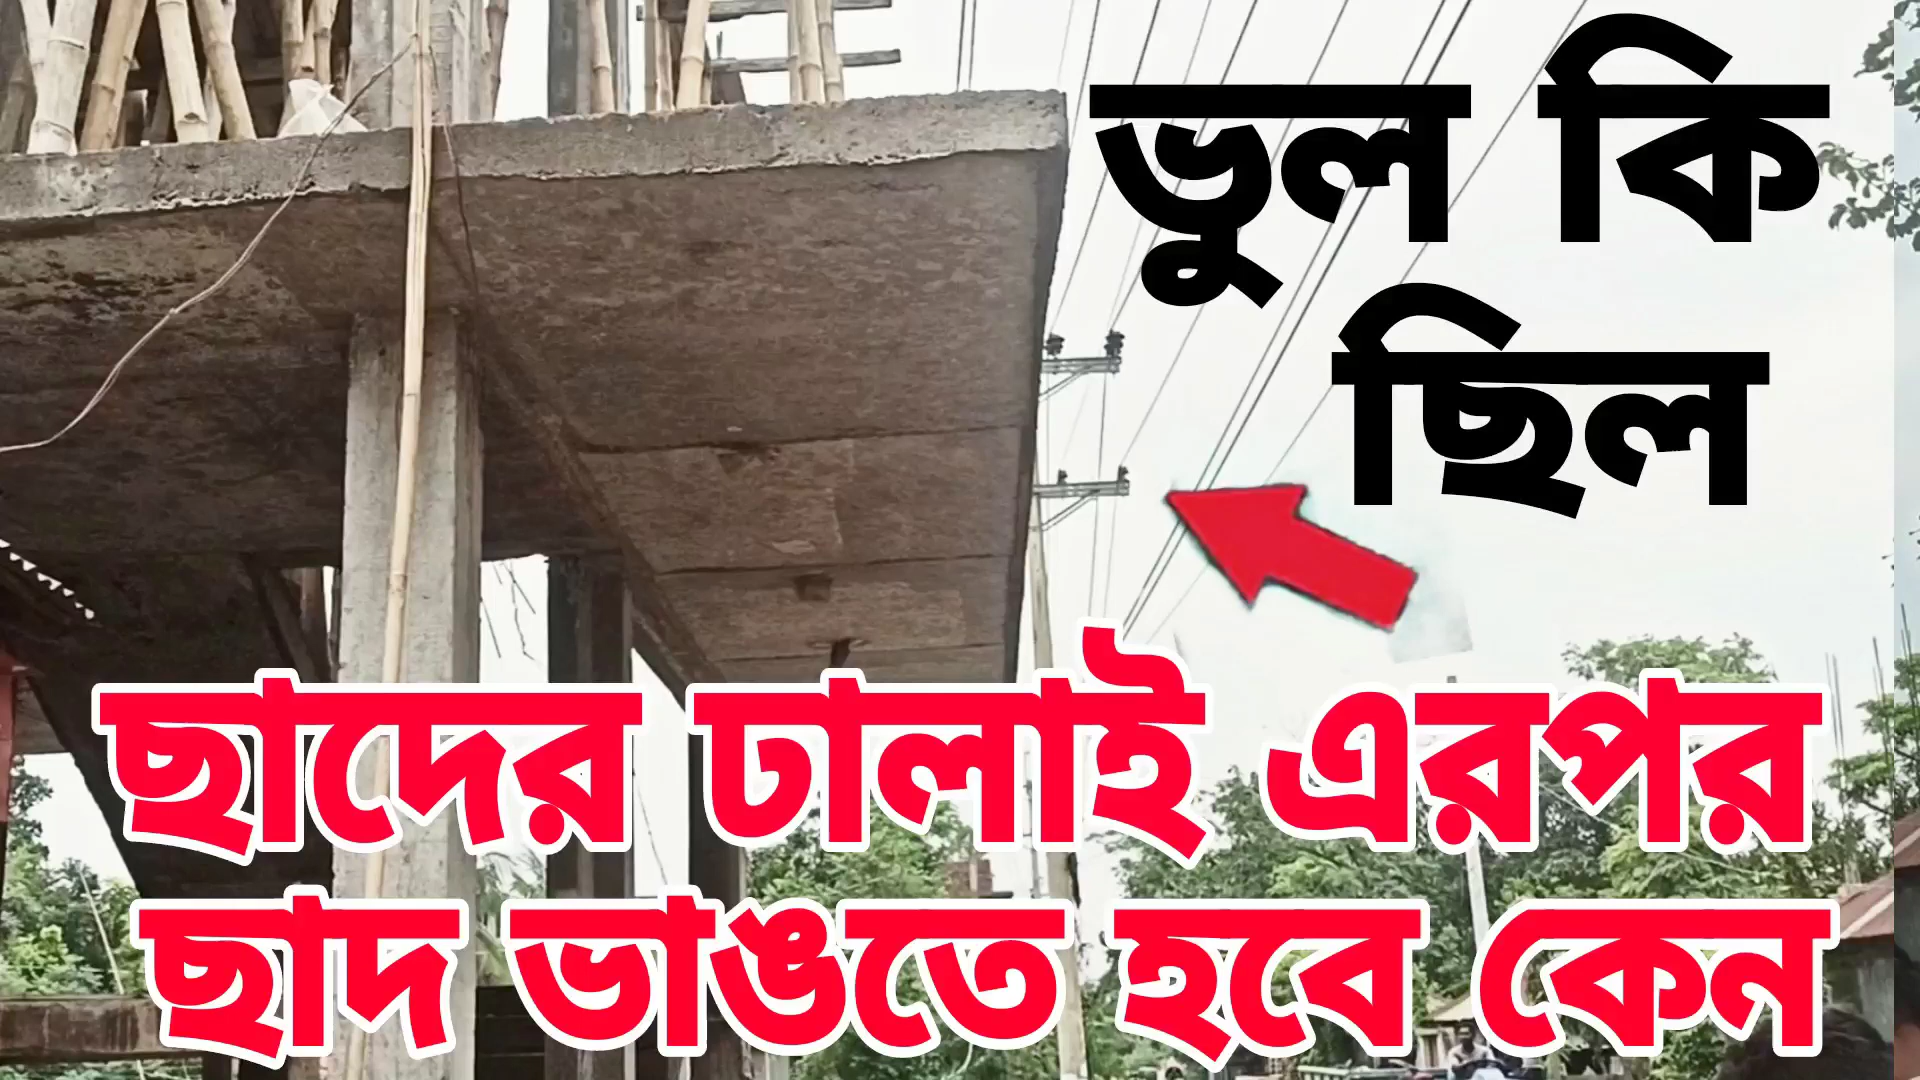 ভুল কি
ছিল
ছাদের ঢালাই এরপর
ছাদ ভাঙতে হবে কেন